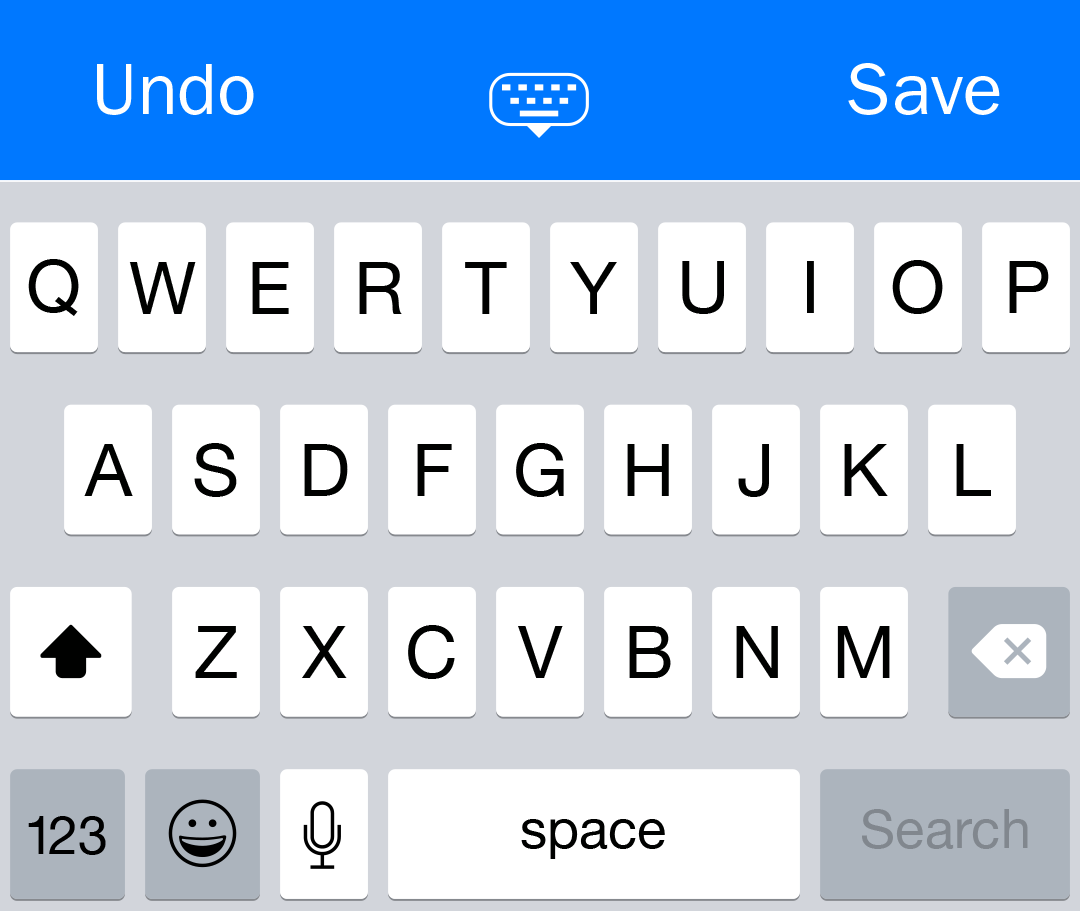 Undo Save
Q W E R T Y U I O P
A S D F G H J K L
Z X C V B N M
123 space Search